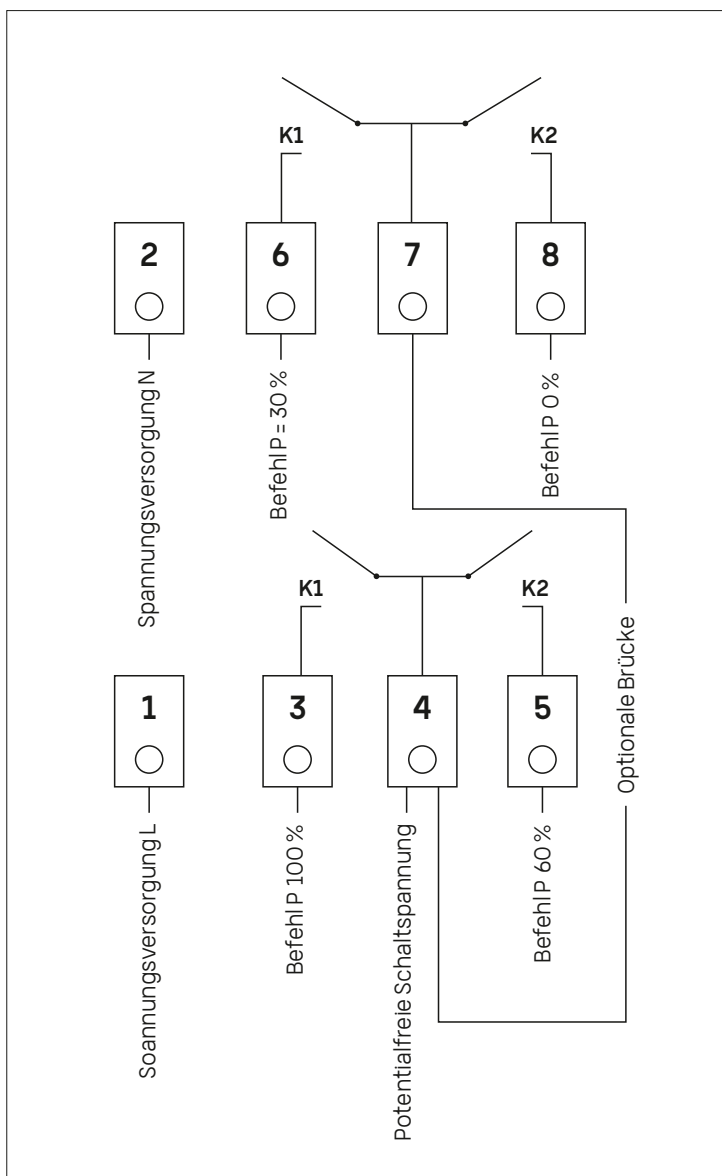 K1
K2
2
6
7
8
Spannungsversorgung N
Befehl P = 30 %
Befehl P 0 %
K1
K2
1
3
4
5
Optionale Brücke
Soannungsversorgung L
Befehl P 100 %
Potentialfreie Schaltspannung
Befehl P 60 %